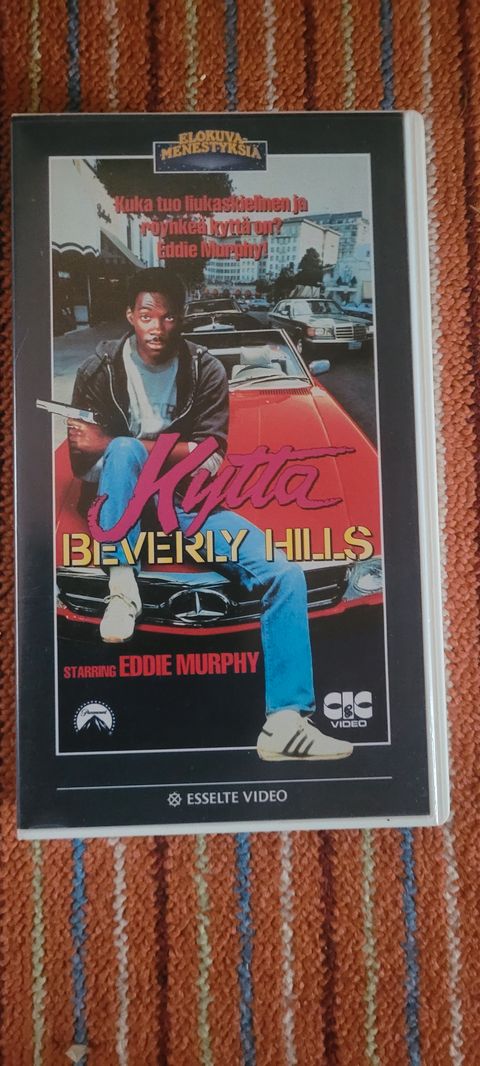 ELOKUVA-
MENESTYKSIÄ
Kuka tuo liukaskielinen ja
röyhkeä kyttä on?
Eddie Murphy!
Kyttä
BEVERLY HILLS
STARRING EDDIE MURPHY
Paramount
CIC
&
VIDEO
ESSELTE VIDEO